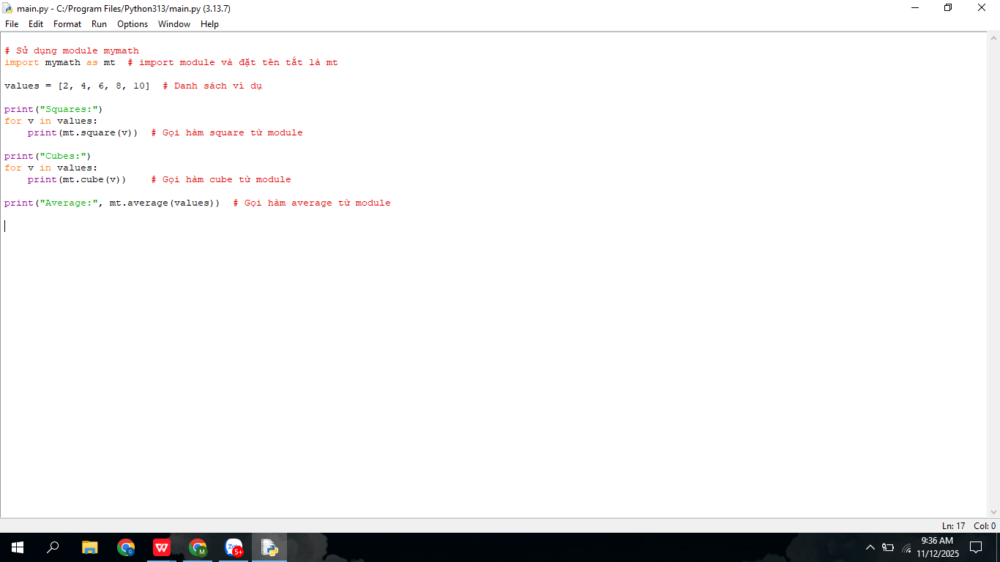 main.py - C:/Program Files/Python313/main.py (3.13.7)
File Edit Format Run Options Window Help
# Sử dụng module mymath
import mymath as mt  # import module và đặt tên tắt là mt
values = [2, 4, 6, 8, 10]  # Danh sách ví dụ
print("Squares:")
for v in values:
    print(mt.square(v))  # Gọi hàm square từ module
print("Cubes:")
for v in values:
    print(mt.cube(v))    # Gọi hàm cube từ module
print("Average:", mt.average(values))  # Gọi hàm average từ module
Ln: 17 Col: 0
W
Q
M
5+
9:36 AM
11/12/2025